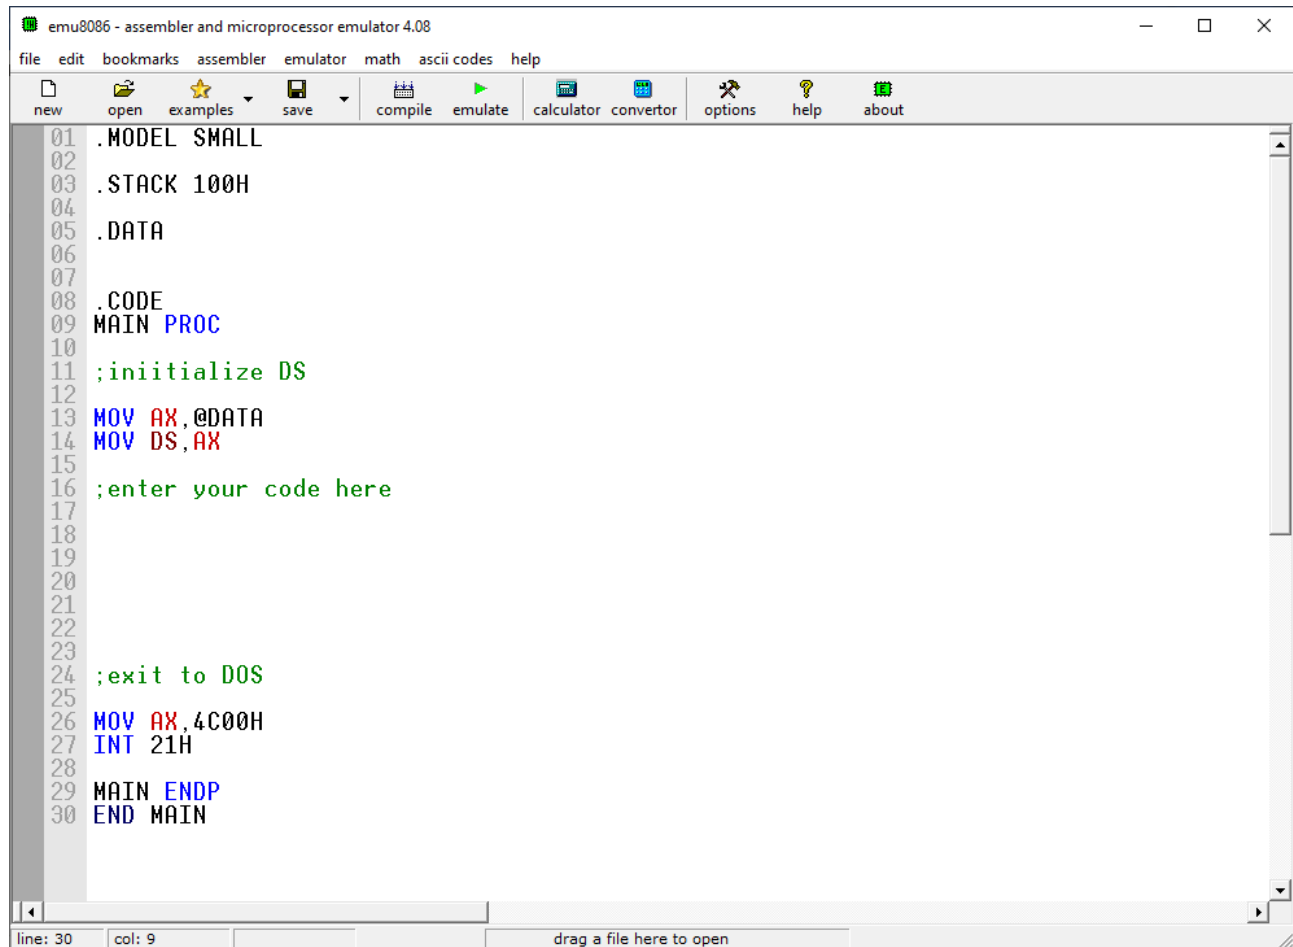 emu8086 - assembler and microprocessor emulator 4.08
file edit bookmarks assembler emulator math ascii codes help
new open examples save compile emulate calculator convertor options help about
01 .MODEL SMALL
02
03 .STACK 100H
04
05 .DATA
06
07
08 .CODE
09 MAIN PROC
10
11 ;iniitialize DS
12
13 MOV AX,@DATA
14 MOV DS,AX
15
16 ;enter your code here
17
18
19
20
21
22
23
24 ;exit to DOS
25
26 MOV AX,4C00H
27 INT 21H
28
29 MAIN ENDP
30 END MAIN
line: 30 col: 9 drag a file here to open